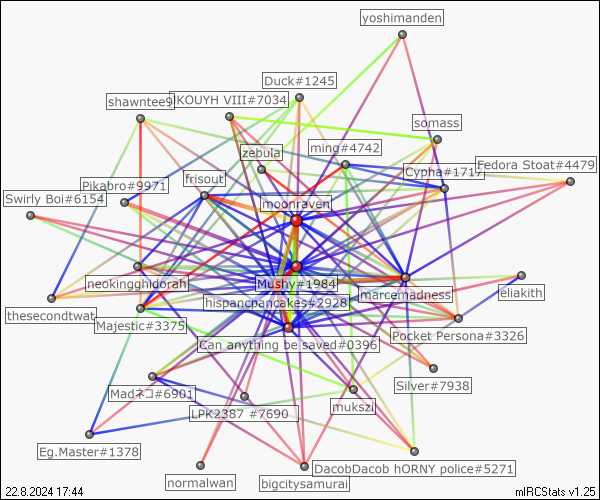 yoshimanden
Duck#1245
shawntee9
IKOUYH VIII#7034
somass
ming#4742
zebula
Cypha#1717
Fedora Stoat#4479
frisout
Pikabro#9971
Swirly Boi#6154
moonraven
neokingghidorah
Mushy#1984
marcemadness
eliakith
hispancpancakes#2928
thesecondtwat
Majestic#3375
Pocket Persona#3326
Can anything be saved#0396
Silver#7938
Madネコ#6901
mukszil
LPK2387 #7690
Eg.Master#1378
DacobDacob hORNY police#5271
normalwan
bigcitysamurai
22.8.2024 17:44
mIRCStats v1.25